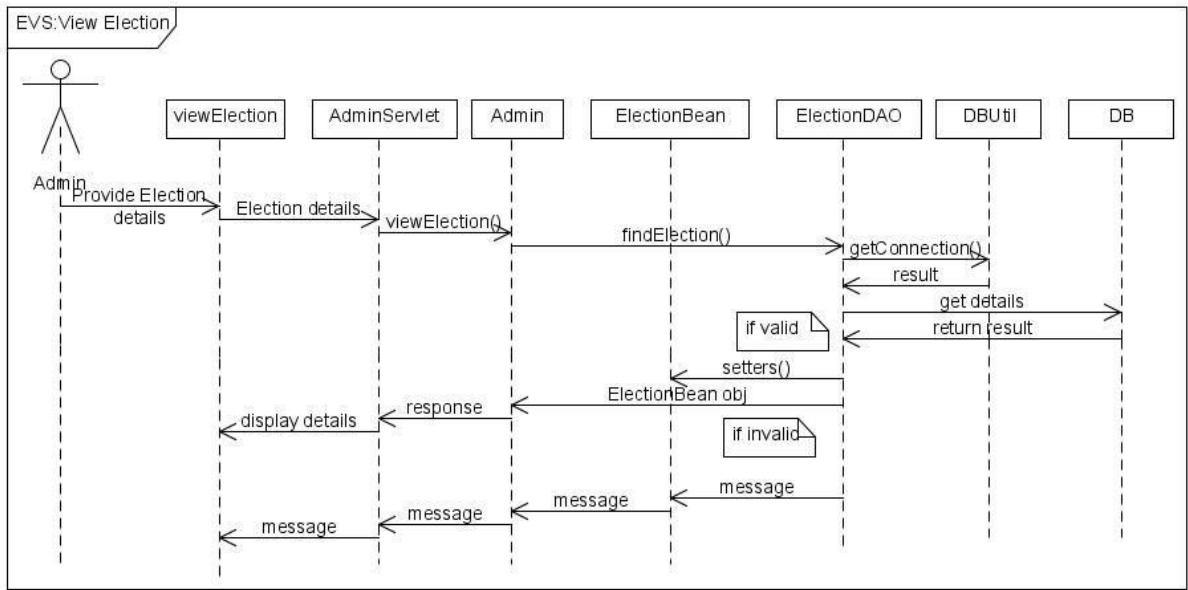 EVS:View Election
viewElection
AdminServlet
Admin
ElectionBean
ElectionDAO
DBUtil
DB
Admin
Provide Election
details
Election details
viewElection()
findElection()
getConnection()
result
get details
if valid
return result
setters()
ElectionBean obj
response
display details
if invalid
message
message
message
message